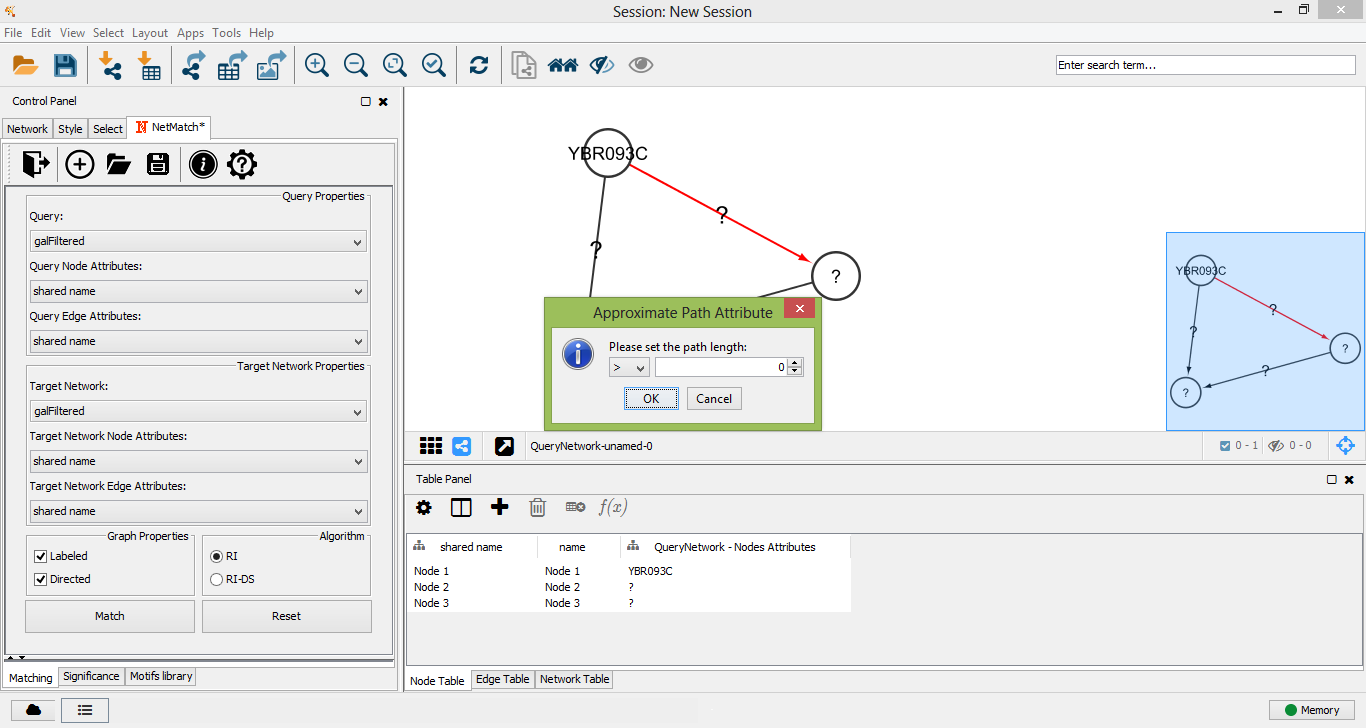 Session: New Session
File Edit View Select Layout Apps Tools Help
Enter search term...
Control Panel
Network Style Select NetMatch*
Query Properties
Query:
galFiltered
Query Node Attributes:
shared name
Query Edge Attributes:
shared name
Target Network Properties
Target Network:
galFiltered
Target Network Node Attributes:
shared name
Target Network Edge Attributes:
shared name
Graph Properties
Labeled
Directed
Algorithm
RI
RI-DS
Match Reset
Matching Significance Motifs library
YBR093C
?
?
?
Approximate Path Attribute
Please set the path length:
> 0
OK Cancel
YBR093C
?
?
?
?
?
QueryNetwork-unamed-0
0 - 1 0 - 0
Table Panel
f(x)
shared name name QueryNetwork - Nodes Attributes
Node 1 Node 1 YBR093C
Node 2 Node 2 ?
Node 3 Node 3 ?
Node Table Edge Table Network Table
Memory